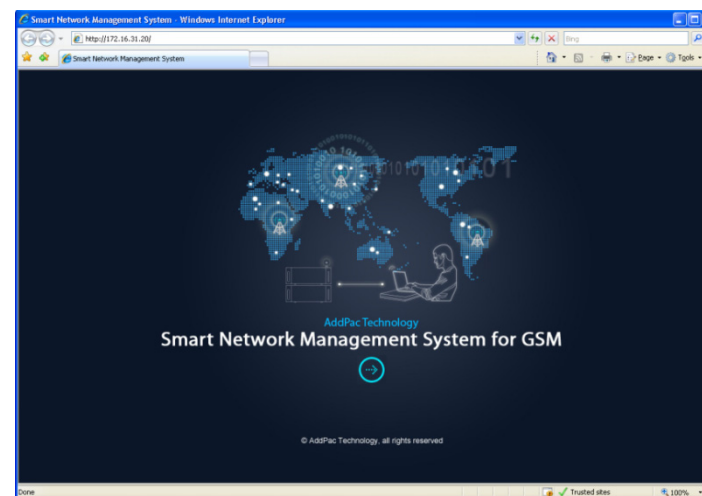 Smart Network Management System - Windows Internet Explorer
http://172.16.31.20/
Bing
Smart Network Management System
Page
Tools
AddPac Technology
Smart Network Management System for GSM
© AddPac Technology, all rights reserved
Done
Trusted sites
100%